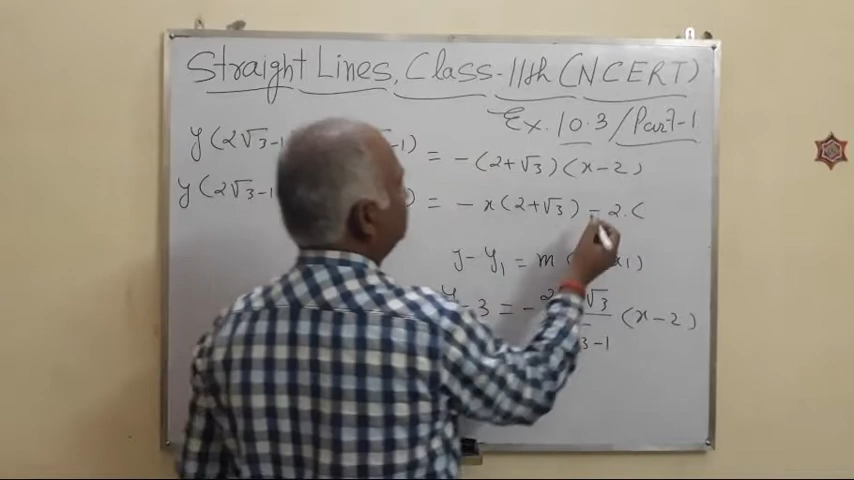 Straight Lines, Class-11th (NCERT)
Ex. 10.3/Part-1
y(2√3-1 -1) = -(2+√3)(x-2)
y(2√3-1 ) = - x(2+√3) - 2.(
y-y1 = m ( x1)
y-3 = - 2 √3 (x-2)
3-1